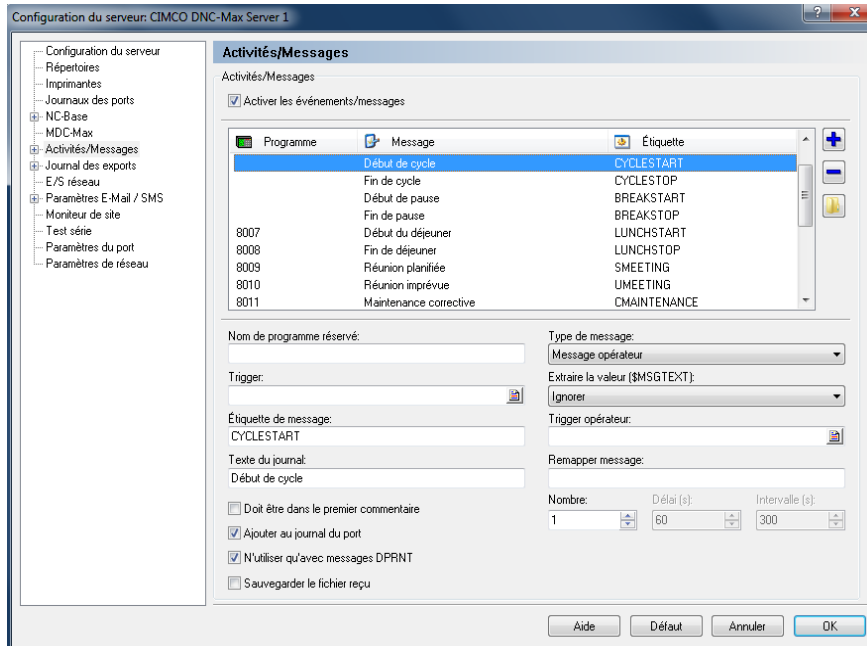 Configuration du serveur: CIMCO DNC-Max Server 1
Configuration du serveur
Répertoires
Imprimantes
Journaux des ports
NC-Base
MDC-Max
Activités/Messages
Journal des exports
E/S réseau
Paramètres E-Mail / SMS
Moniteur de site
Test série
Paramètres du port
Paramètres de réseau
Activités/Messages
Activités/Messages
Activer les événements/messages
Programme Message Étiquette
Début de cycle CYCLESTART
Fin de cycle CYCLESTOP
Début de pause BREAKSTART
Fin de pause BREAKSTOP
8007 Début du déjeuner LUNCHSTART
8008 Fin de déjeuner LUNCHSTOP
8009 Réunion planifiée SMEETING
8010 Réunion imprévue UMEETING
8011 Maintenance corrective CMAINTENANCE
Nom de programme réservé: Type de message:
Message opérateur
Trigger: Extraire la valeur ($MSGTEXT):
Ignorer
Étiquette de message: Trigger opérateur:
CYCLESTART
Texte du journal: Remapper message:
Début de cycle
Nombre: Délai (s): Intervalle (s):
Doit être dans le premier commentaire
1 60 300
Ajouter au journal du port
N'utiliser qu'avec messages DPRNT
Sauvegarder le fichier reçu
Aide Défaut Annuler OK